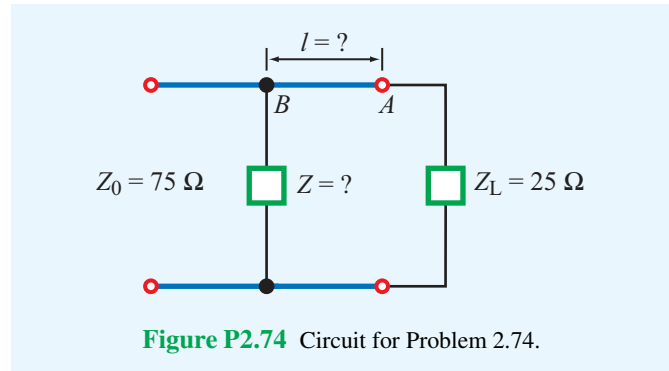 l = ?
B
A
Z0 = 75 Ω
Z = ?
ZL = 25 Ω
Figure P2.74 Circuit for Problem 2.74.